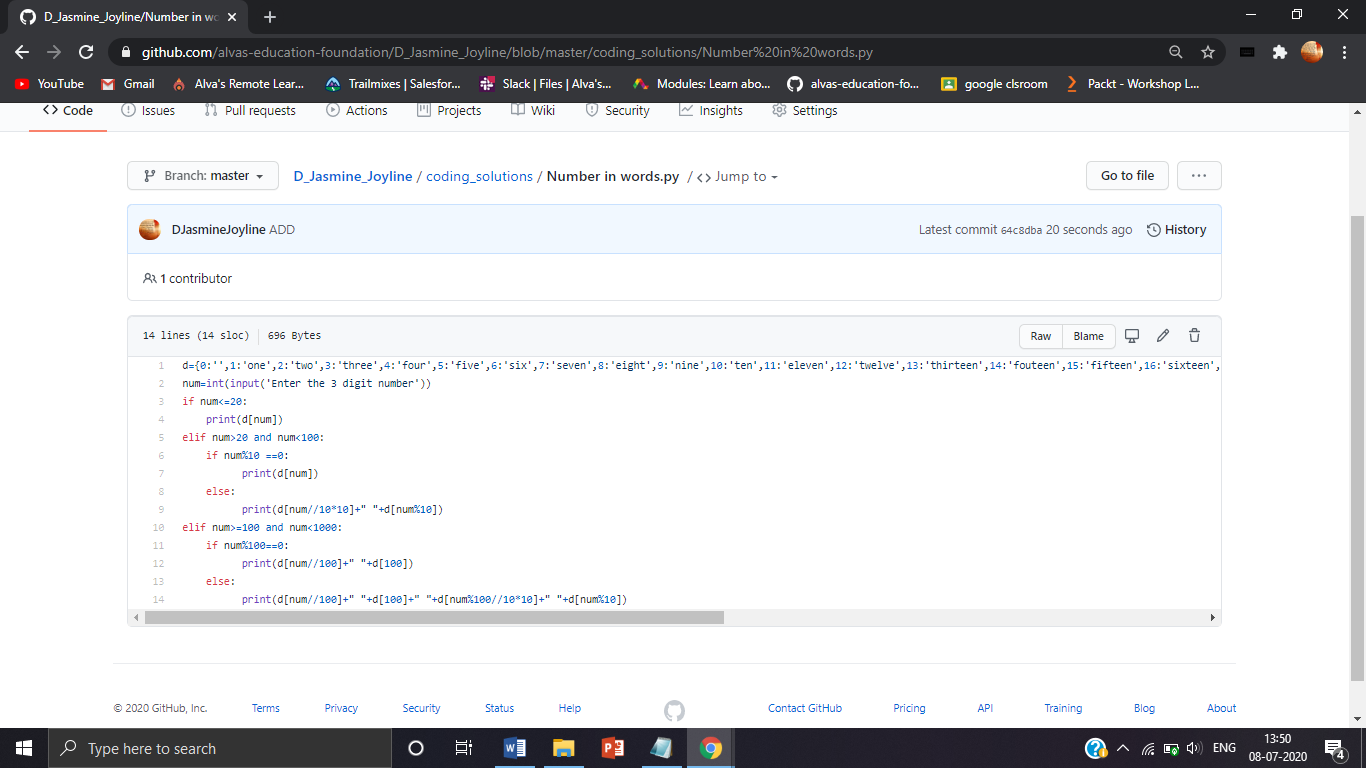 D_Jasmine_Joyline/Number in wo
github.com/alvas-education-foundation/D_Jasmine_Joyline/blob/master/coding_solutions/Number%20in%20words.py
YouTube Gmail Alva's Remote Lear... Trailmixes | Salesfor... Slack | Files | Alva's... Modules: Learn abo... alvas-education-fo... google clsroom Packt - Workshop L...
Code Issues Pull requests Actions Projects Wiki Security Insights Settings
Branch: master D_Jasmine_Joyline / coding_solutions / Number in words.py / <> Jump to Go to file ...
DJasmineJoyline ADD Latest commit 64c8dba 20 seconds ago History
1 contributor
14 lines (14 sloc) 696 Bytes Raw Blame
1 d={0:'',1:'one',2:'two',3:'three',4:'four',5:'five',6:'six',7:'seven',8:'eight',9:'nine',10:'ten',11:'eleven',12:'twelve',13:'thirteen',14:'fouteen',15:'fifteen',16:'sixteen',
2 num=int(input('Enter the 3 digit number'))
3 if num<=20:
4     print(d[num])
5 elif num>20 and num<100:
6     if num%10 ==0:
7           print(d[num])
8     else:
9           print(d[num//10*10]+" "+d[num%10])
10 elif num>=100 and num<1000:
11     if num%100==0:
12           print(d[num//100]+" "+d[100])
13     else:
14           print(d[num//100]+" "+d[100]+" "+d[num%100//10*10]+" "+d[num%10])
© 2020 GitHub, Inc. Terms Privacy Security Status Help Contact GitHub Pricing API Training Blog About
Type here to search ENG 13:50
08-07-2020 4